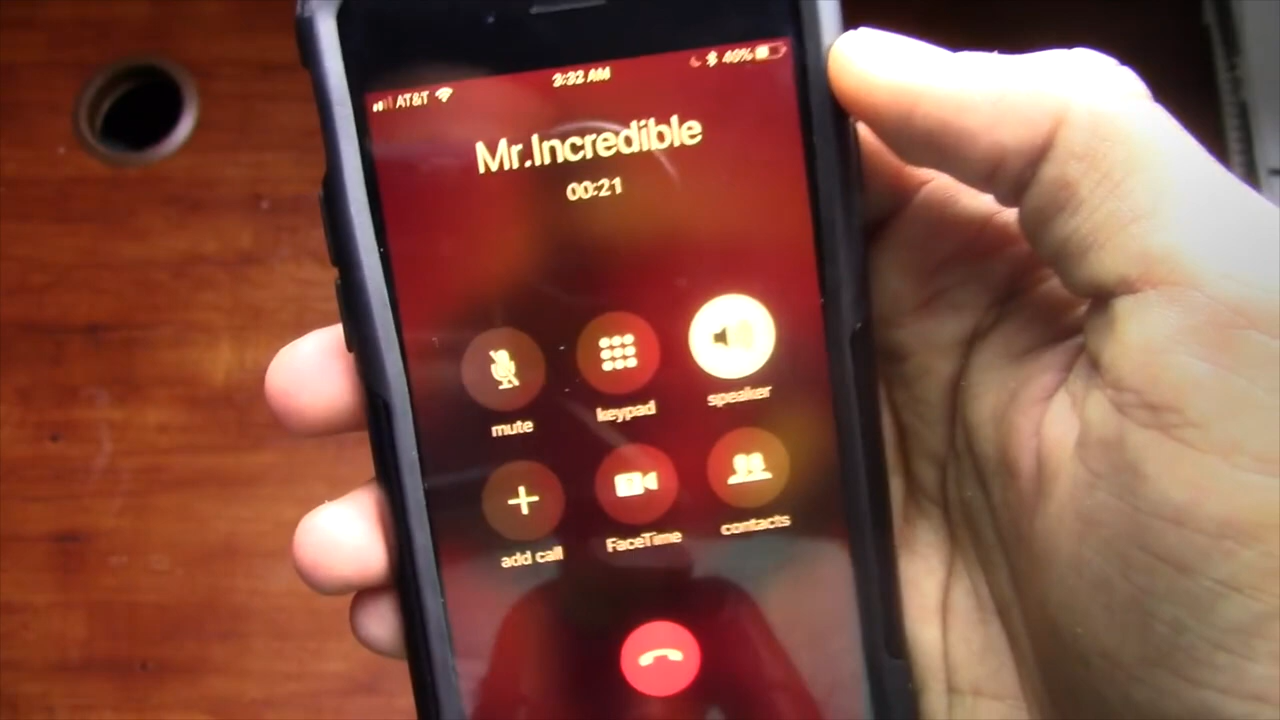 AT&T 3:32 AM 40%
Mr.Incredible
00:21
mute keypad speaker
add call FaceTime contacts